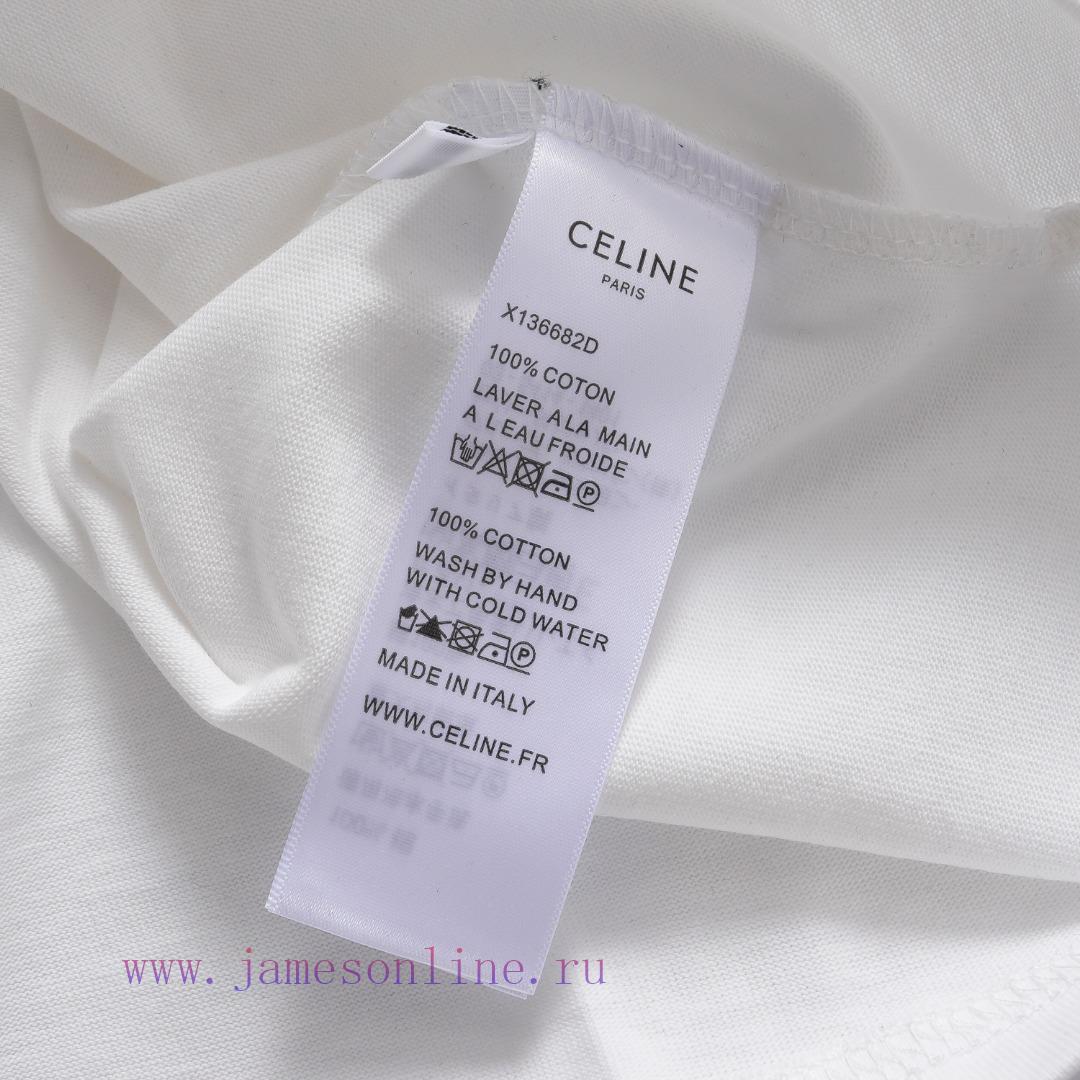 CELINE
PARIS
X136682D
100% COTON
LAVER A LA MAIN
A L EAU FROIDE
P
100% COTTON
WASH BY HAND
WITH COLD WATER
P
MADE IN ITALY
WWW.CELINE.FR
www.jamesonline.ru